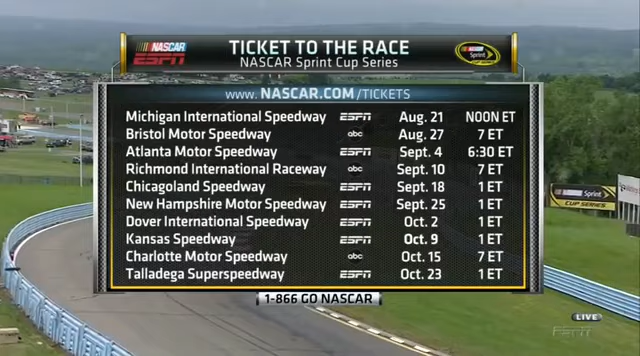 NASCAR
ESPN
TICKET TO THE RACE
NASCAR Sprint Cup Series
www.NASCAR.COM/TICKETS
Michigan International Speedway ESPN Aug. 21 NOON ET
Bristol Motor Speedway abc Aug. 27 7 ET
Atlanta Motor Speedway ESPN Sept. 4 6:30 ET
Richmond International Raceway abc Sept. 10 7 ET
Chicagoland Speedway ESPN Sept. 18 1 ET
New Hampshire Motor Speedway ESPN Sept. 25 1 ET
Dover International Speedway ESPN Oct. 2 1 ET
Kansas Speedway ESPN Oct. 9 1 ET
Charlotte Motor Speedway abc Oct. 15 7 ET
Talladega Superspeedway ESPN Oct. 23 1 ET
1-866 GO NASCAR
Sprint
CUP SERIES
LIVE
ESPN